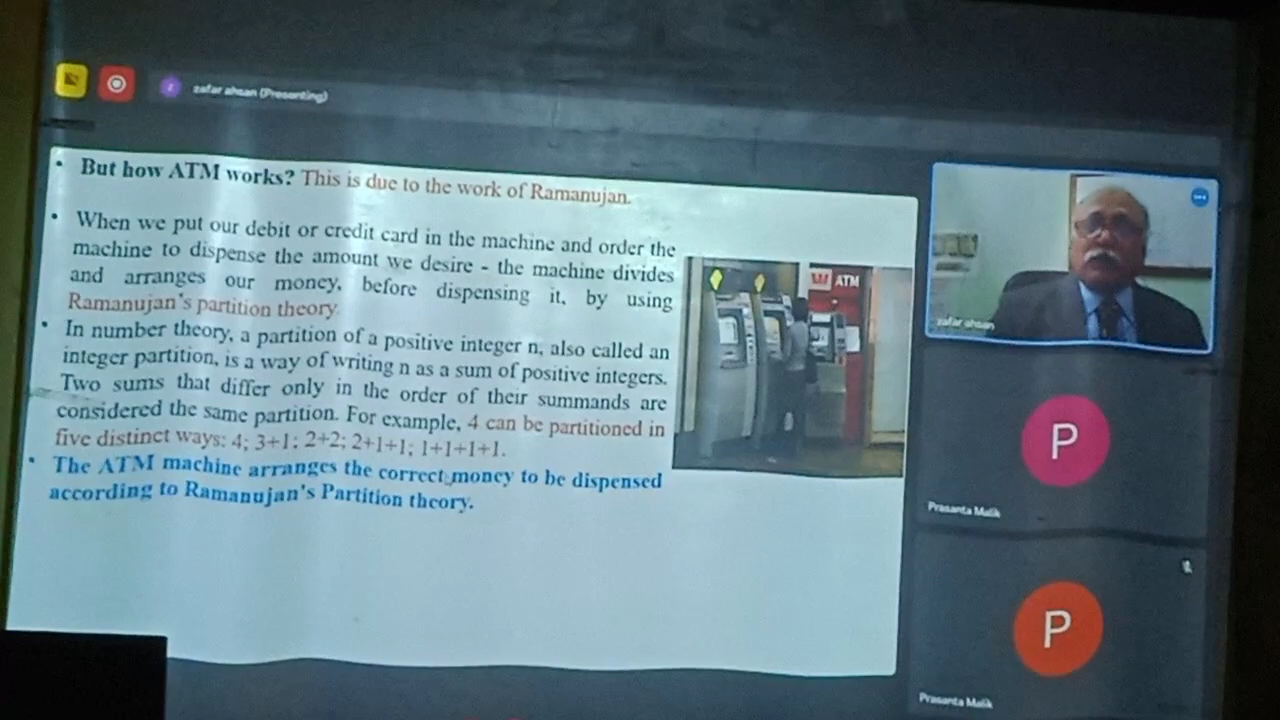 zafar ahsan (Presenting)
• But how ATM works? This is due to the work of Ramanujan.
• When we put our debit or credit card in the machine and order the
machine to dispense the amount we desire - the machine divides
and arranges our money, before dispensing it, by using
Ramanujan's partition theory.
• In number theory, a partition of a positive integer n, also called an
integer partition, is a way of writing n as a sum of positive integers.
Two sums that differ only in the order of their summands are
considered the same partition. For example, 4 can be partitioned in
five distinct ways: 4; 3+1; 2+2; 2+1+1; 1+1+1+1.
• The ATM machine arranges the correct money to be dispensed
according to Ramanujan's Partition theory.
ATM
zafar ahsan
P
Prasanta Malik
P
Prasanta Malik